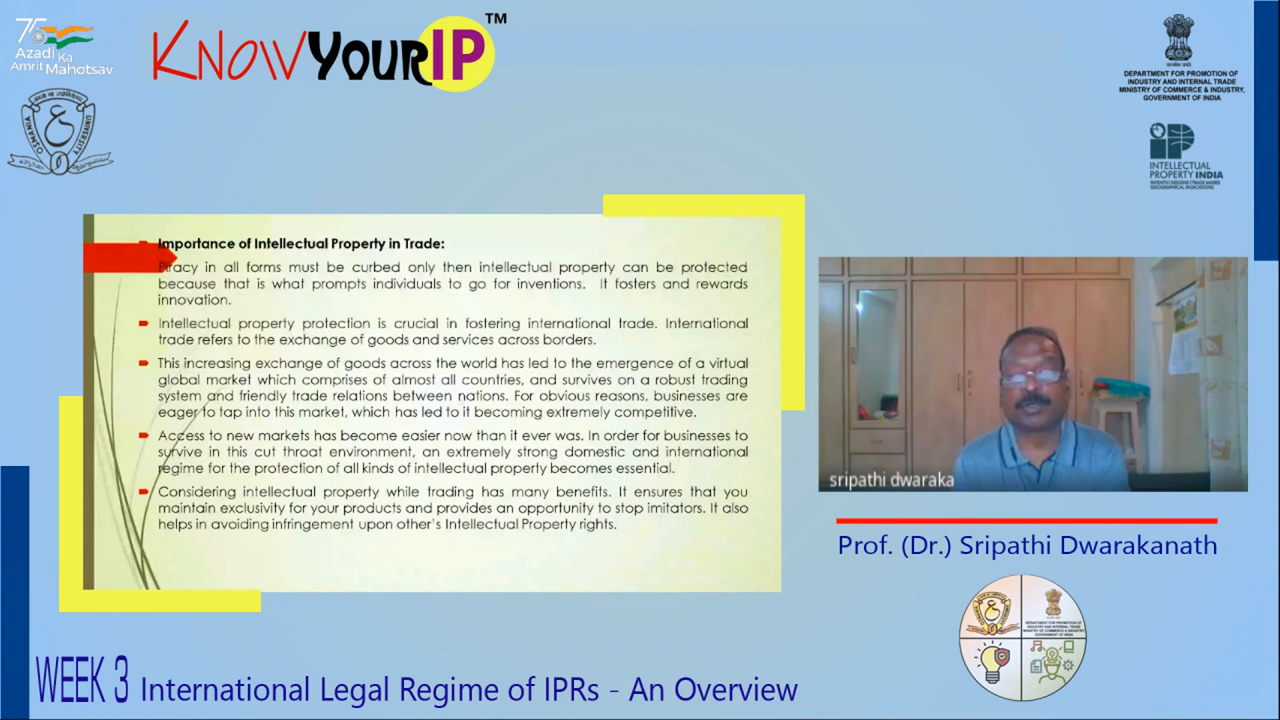 75
Azadi Ka
Amrit Mahotsav
KNOWYOURIP™
OSMANIA UNIVERSITY
DEPARTMENT FOR PROMOTION OF
INDUSTRY AND INTERNAL TRADE
MINISTRY OF COMMERCE & INDUSTRY,
GOVERNMENT OF INDIA
iP
INTELLECTUAL
PROPERTY INDIA
Importance of Intellectual Property in Trade:
Piracy in all forms must be curbed only then intellectual property can be protected
because that is what prompts individuals to go for inventions. It fosters and rewards
innovation.
Intellectual property protection is crucial in fostering international trade. International
trade refers to the exchange of goods and services across borders.
This increasing exchange of goods across the world has led to the emergence of a virtual
global market which comprises of almost all countries, and survives on a robust trading
system and friendly trade relations between nations. For obvious reasons, businesses are
eager to tap into this market, which has led to it becoming extremely competitive.
Access to new markets has become easier now than it ever was. In order for businesses to
survive in this cut throat environment, an extremely strong domestic and international
regime for the protection of all kinds of intellectual property becomes essential.
Considering intellectual property while trading has many benefits. It ensures that you
maintain exclusivity for your products and provides an opportunity to stop imitators. It also
helps in avoiding infringement upon other's Intellectual Property rights.
sripathi dwaraka
Prof. (Dr.) Sripathi Dwarakanath
WEEK 3 International Legal Regime of IPRs - An Overview